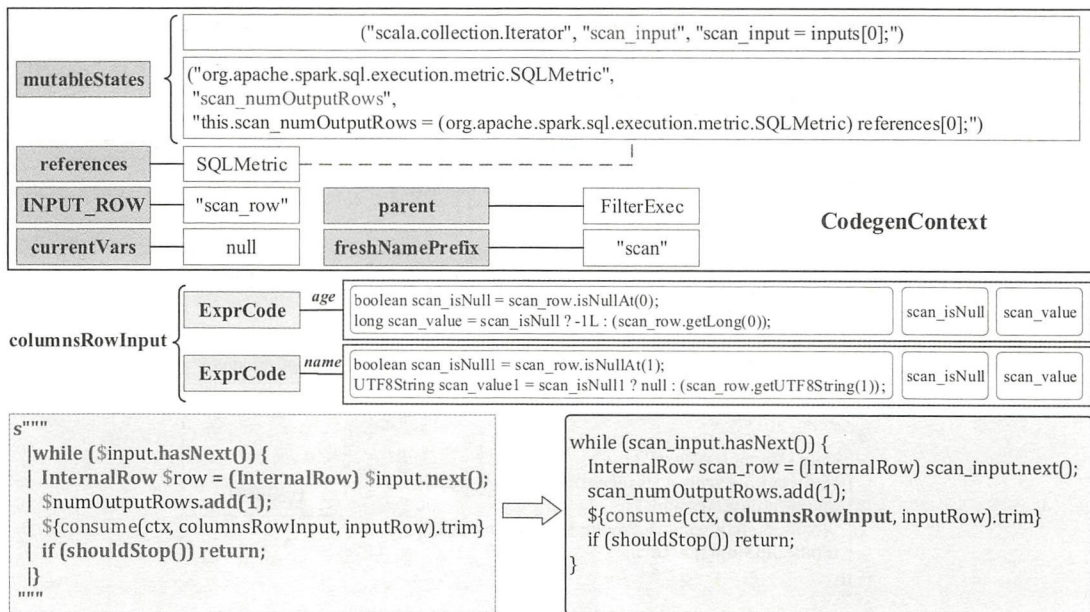 ("scala.collection.Iterator", "scan_input", "scan_input = inputs[0];")
mutableStates
("org.apache.spark.sql.execution.metric.SQLMetric",
"scan_numOutputRows",
"this.scan_numOutputRows = (org.apache.spark.sql.execution.metric.SQLMetric) references[0];")
references SQLMetric
INPUT_ROW "scan_row" parent FilterExec
CodegenContext
currentVars null freshNamePrefix "scan"
columnsRowInput
ExprCode age
boolean scan_isNull = scan_row.isNullAt(0);
long scan_value = scan_isNull ? -1L : (scan_row.getLong(0));
scan_isNull scan_value
ExprCode name
boolean scan_isNull1 = scan_row.isNullAt(1);
UTF8String scan_value1 = scan_isNull1 ? null : (scan_row.getUTF8String(1));
scan_isNull scan_value
s"""
|while ($input.hasNext()) {
| InternalRow $row = (InternalRow) $input.next();
| $numOutputRows.add(1);
| ${consume(ctx, columnsRowInput, inputRow).trim}
| if (shouldStop()) return;
|}
"""
while (scan_input.hasNext()) {
InternalRow scan_row = (InternalRow) scan_input.next();
scan_numOutputRows.add(1);
${consume(ctx, columnsRowInput, inputRow).trim}
if (shouldStop()) return;
}